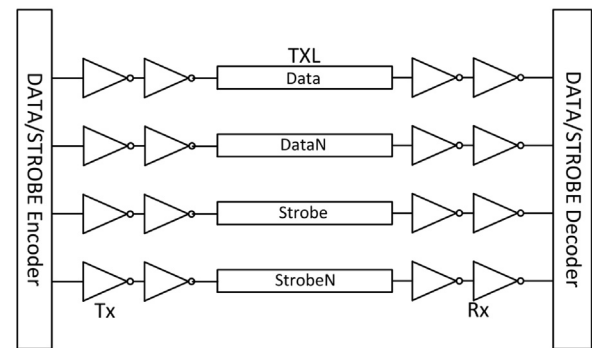 DATA/STROBE Encoder
TXL
Data
DataN
Strobe
StrobeN
Tx
Rx
DATA/STROBE Decoder